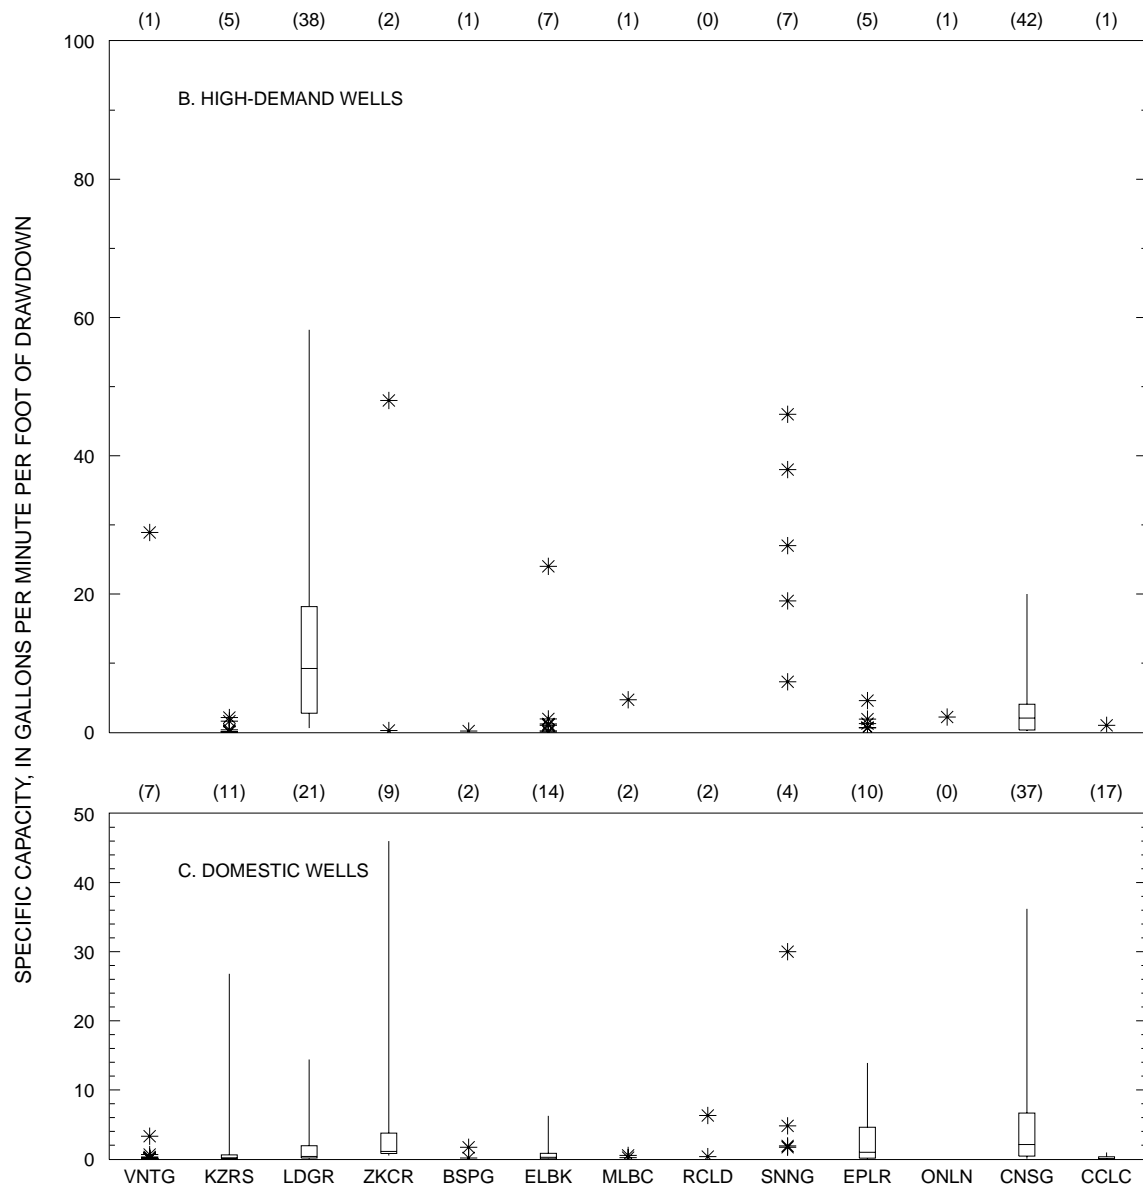 (1) (5) (38) (2) (1) (7) (1) (0) (7) (5) (1) (42) (1)
100
B. HIGH-DEMAND WELLS
80
60
40
20
0
SPECIFIC CAPACITY, IN GALLONS PER MINUTE PER FOOT OF DRAWDOWN
(7) (11) (21) (9) (2) (14) (2) (2) (4) (10) (0) (37) (17)
50
C. DOMESTIC WELLS
40
30
20
10
0
VNTG KZRS LDGR ZKCR BSPG ELBK MLBC RCLD SNNG EPLR ONLN CNSG CCLC